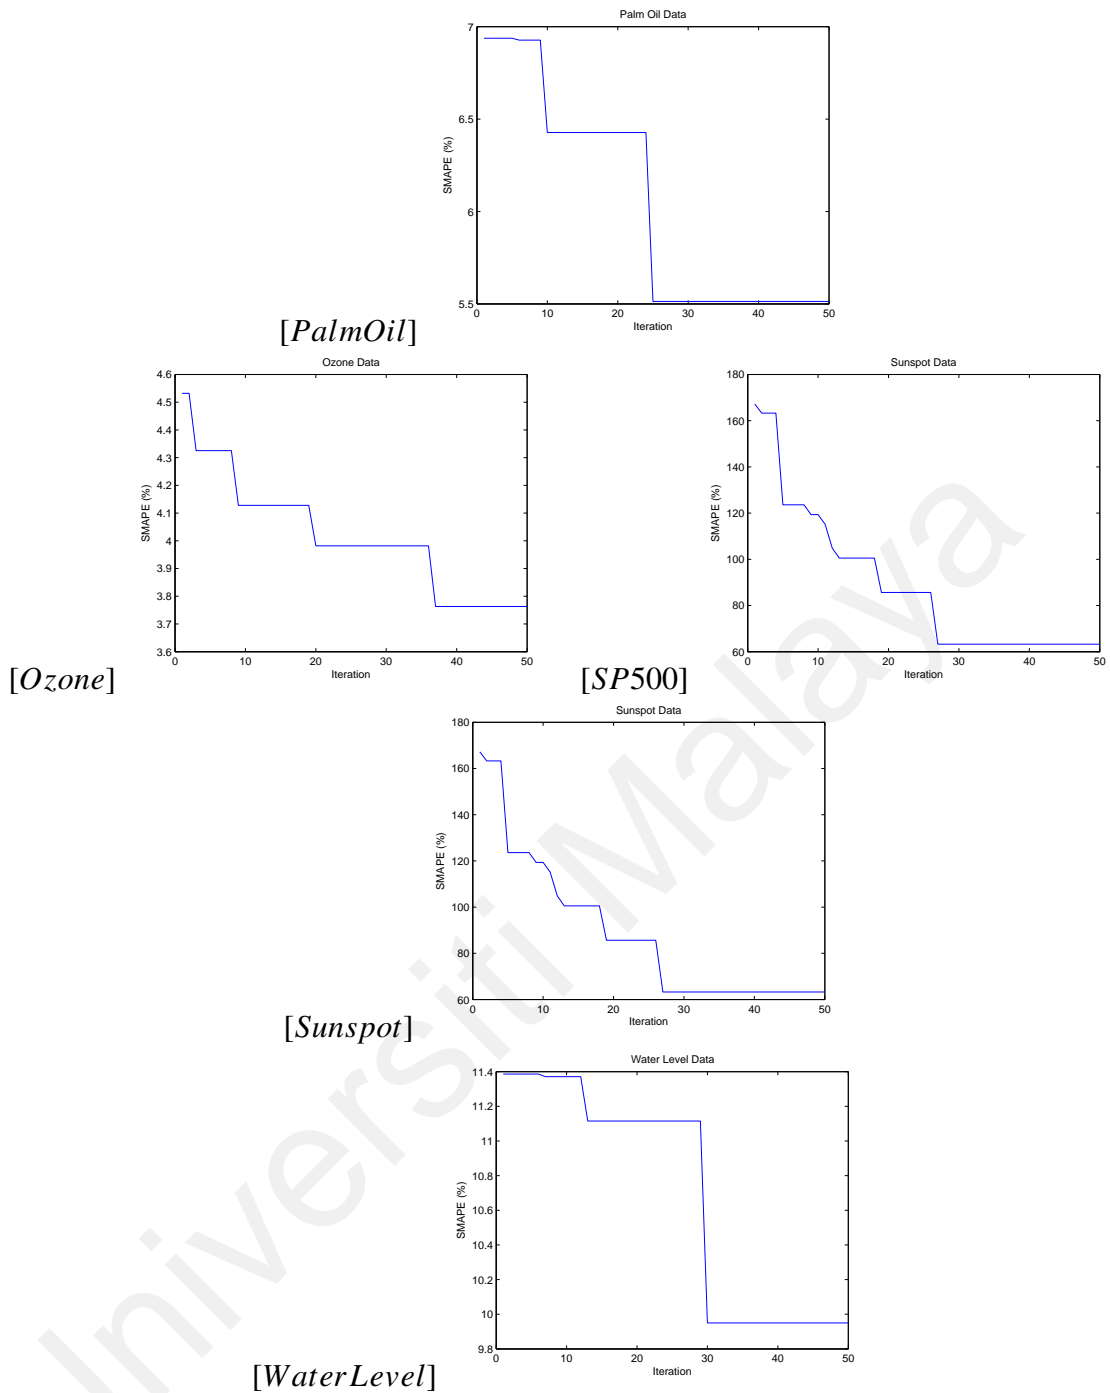 Palm Oil Data
7
6.5
6
5.5
SMAPE (%)
0 10 20 30 40 50
Iteration
[PalmOil]
Ozone Data
4.6
4.5
4.4
4.3
4.2
4.1
4
3.9
3.8
3.7
3.6
SMAPE (%)
0 10 20 30 40 50
Iteration
[Ozone]
Sunspot Data
180
160
140
120
100
80
60
SMAPE (%)
0 10 20 30 40 50
Iteration
[SP500]
Sunspot Data
180
160
140
120
100
80
60
SMAPE (%)
0 10 20 30 40 50
Iteration
[Sunspot]
Water Level Data
11.4
11.2
11
10.8
10.6
10.4
10.2
10
9.8
SMAPE (%)
0 10 20 30 40 50
Iteration
[WaterLevel]
Universiti Malaya